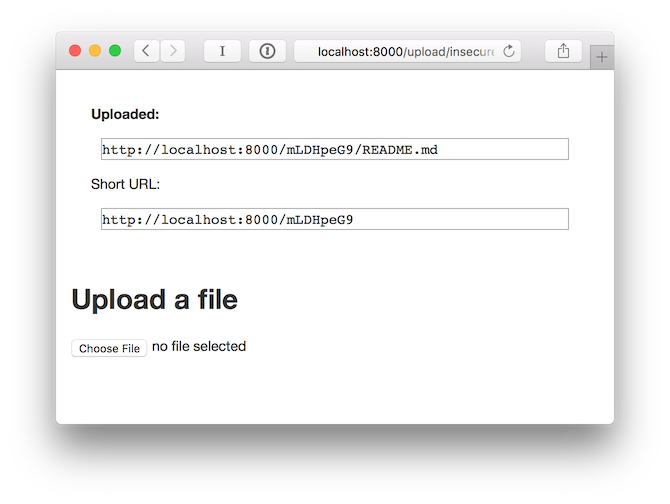 localhost:8000/upload/insecure
Uploaded:
http://localhost:8000/mLDHpeG9/README.md
Short URL:
http://localhost:8000/mLDHpeG9
Upload a file
Choose File no file selected